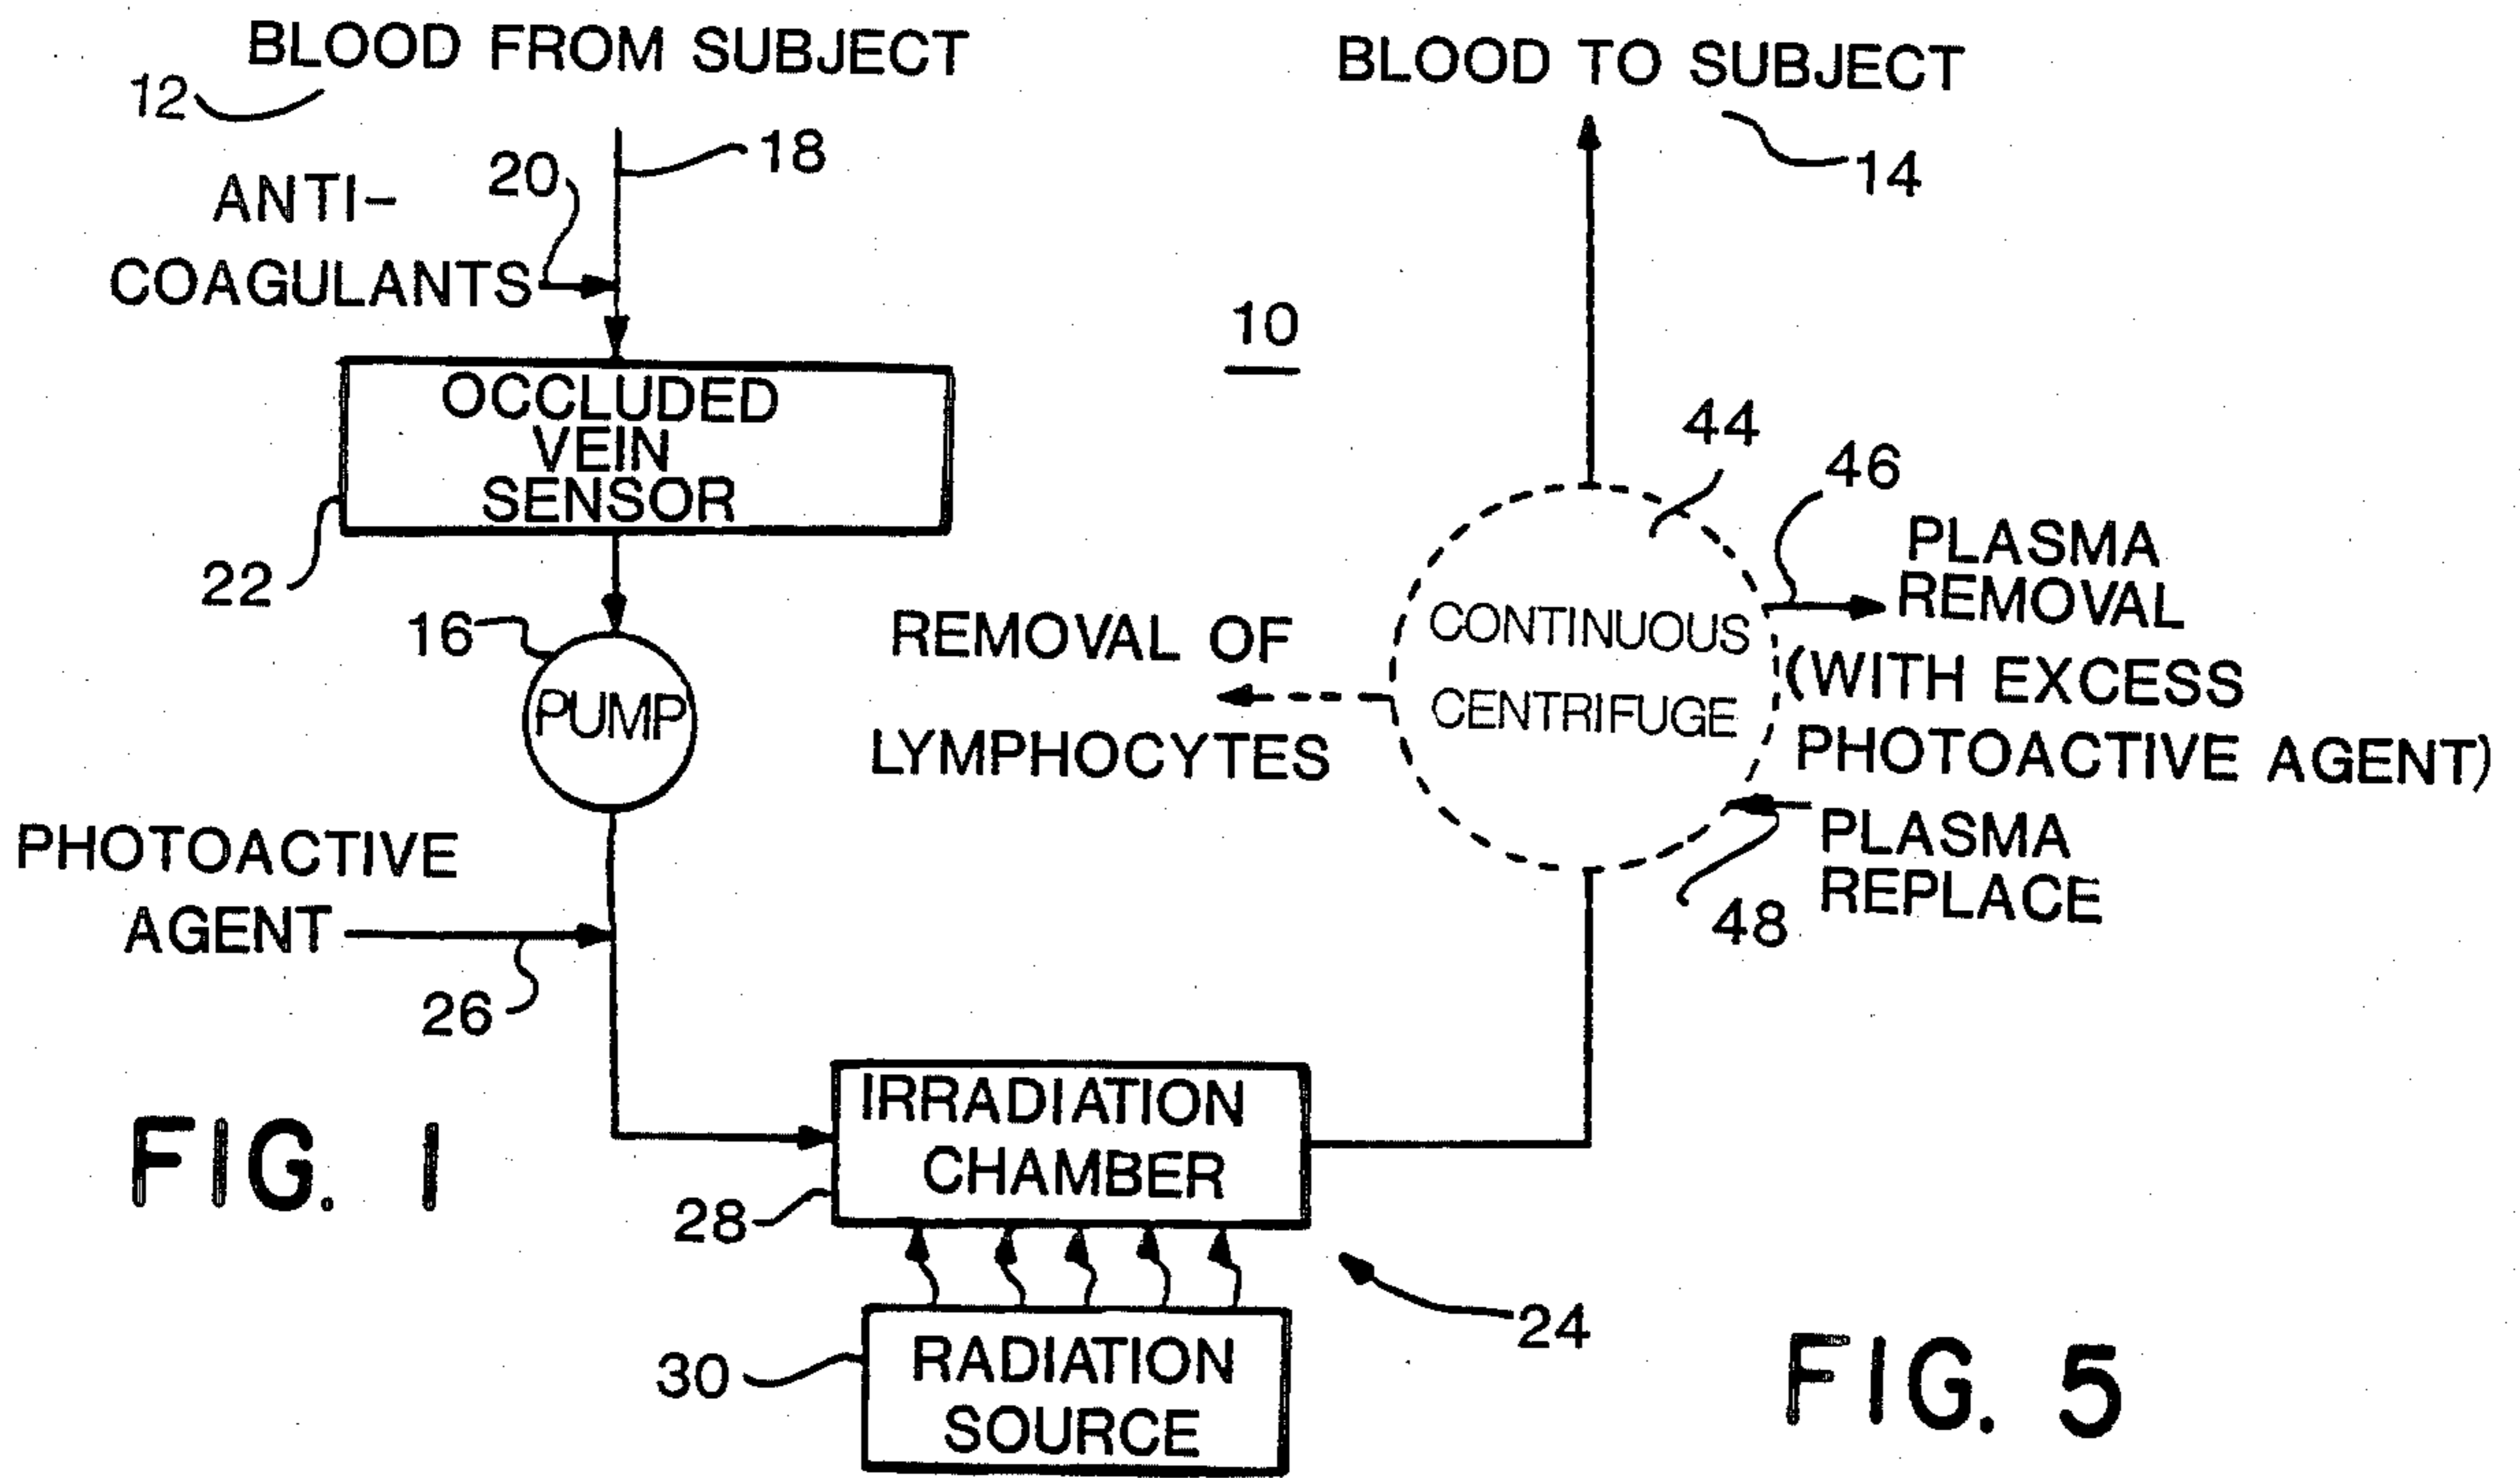 BLOOD FROM SUBJECT
12
18
20
ANTI-
COAGULANTS
OCCLUDED
VEIN
SENSOR
22
16
PUMP
PHOTOACTIVE
AGENT
26
FIG. 1
IRRADIATION
CHAMBER
28
RADIATION
SOURCE
30
24
10
BLOOD TO SUBJECT
14
44
46
CONTINUOUS
CENTRIFUGE
REMOVAL OF
LYMPHOCYTES
PLASMA
REMOVAL
(WITH EXCESS
PHOTOACTIVE AGENT)
PLASMA
REPLACE
48
FIG. 5